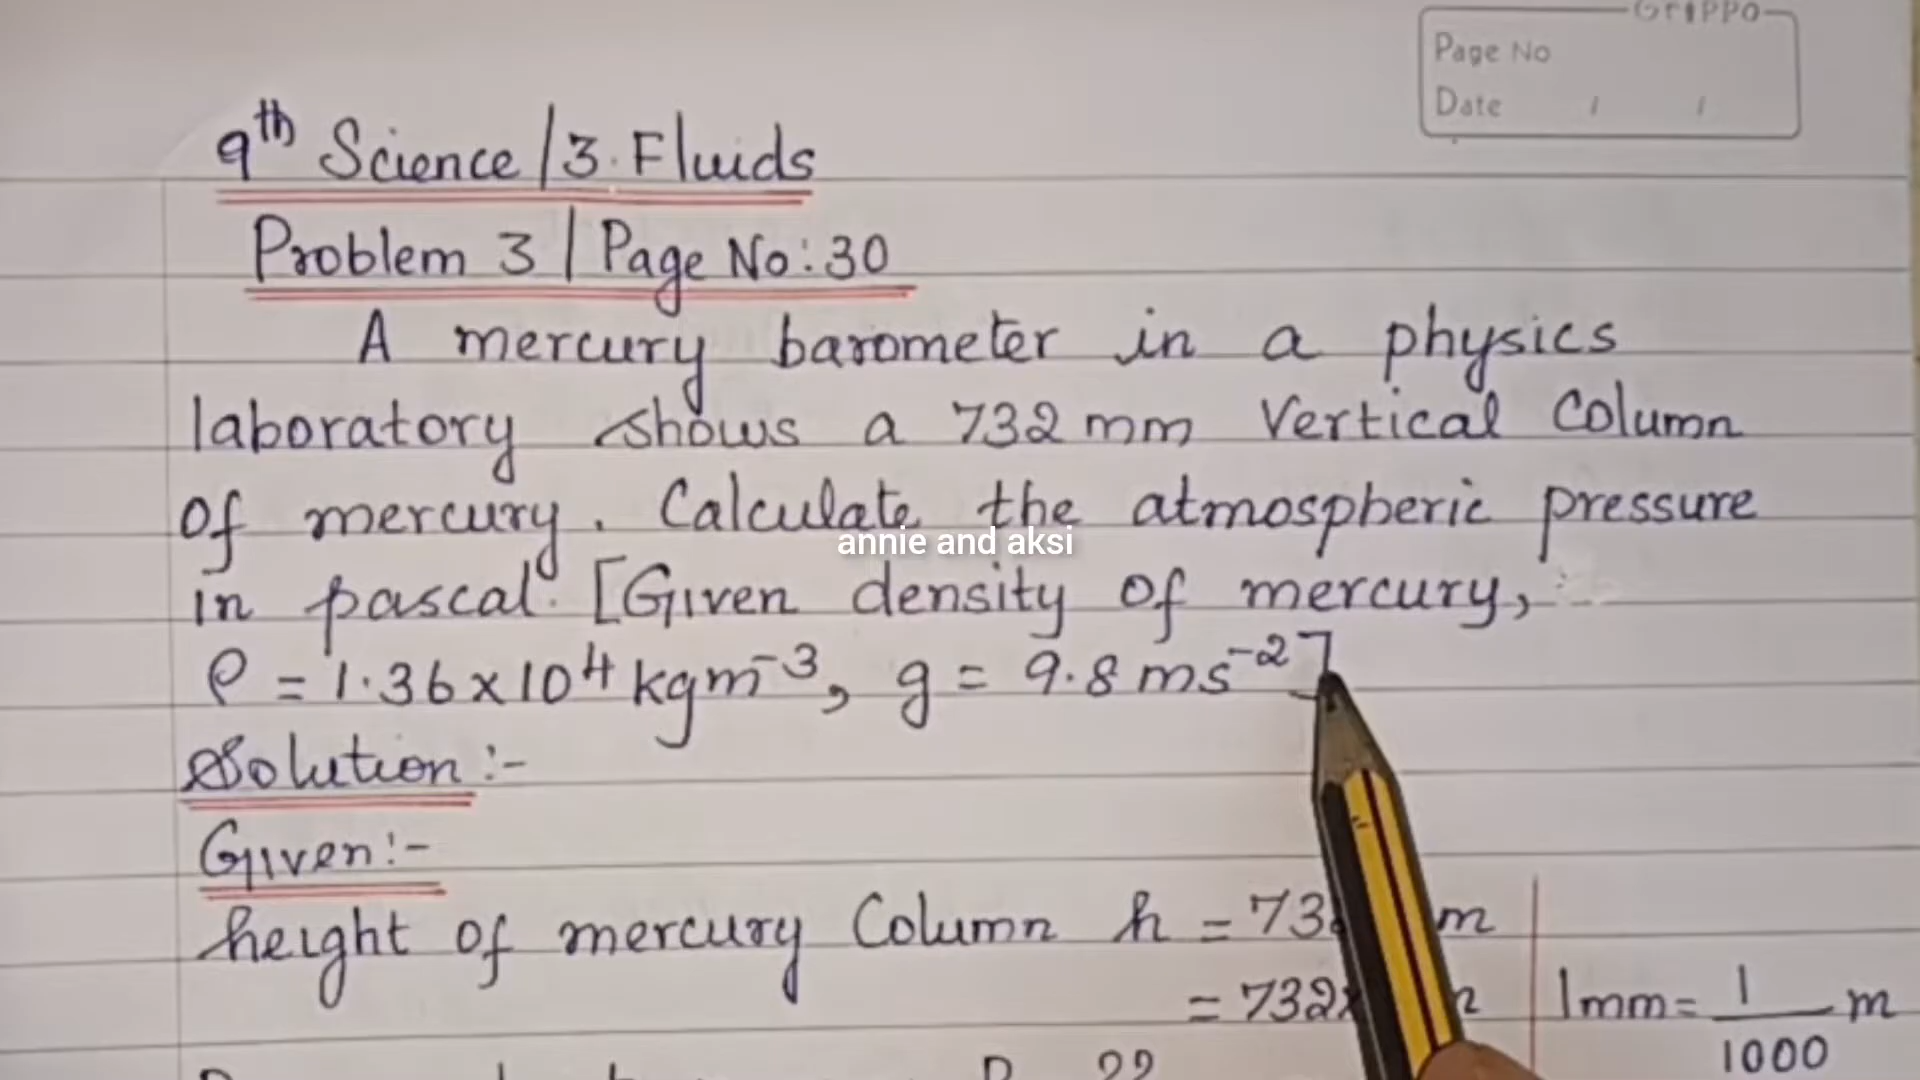 GrIPPO
Page No
Date / /
9th Science / 3. Fluids
Problem 3 | Page No: 30
A mercury barometer in a physics
laboratory shows a 732 mm Vertical Column
of mercury. Calculate the atmospheric pressure
annie and aksi
in pascal. [Given density of mercury,
ρ = 1.36 x 10⁴ kgm⁻³, g = 9.8 ms⁻²]
Solution :-
Given :-
height of mercury Column h = 73 m
= 732x
1mm = 1/1000 m